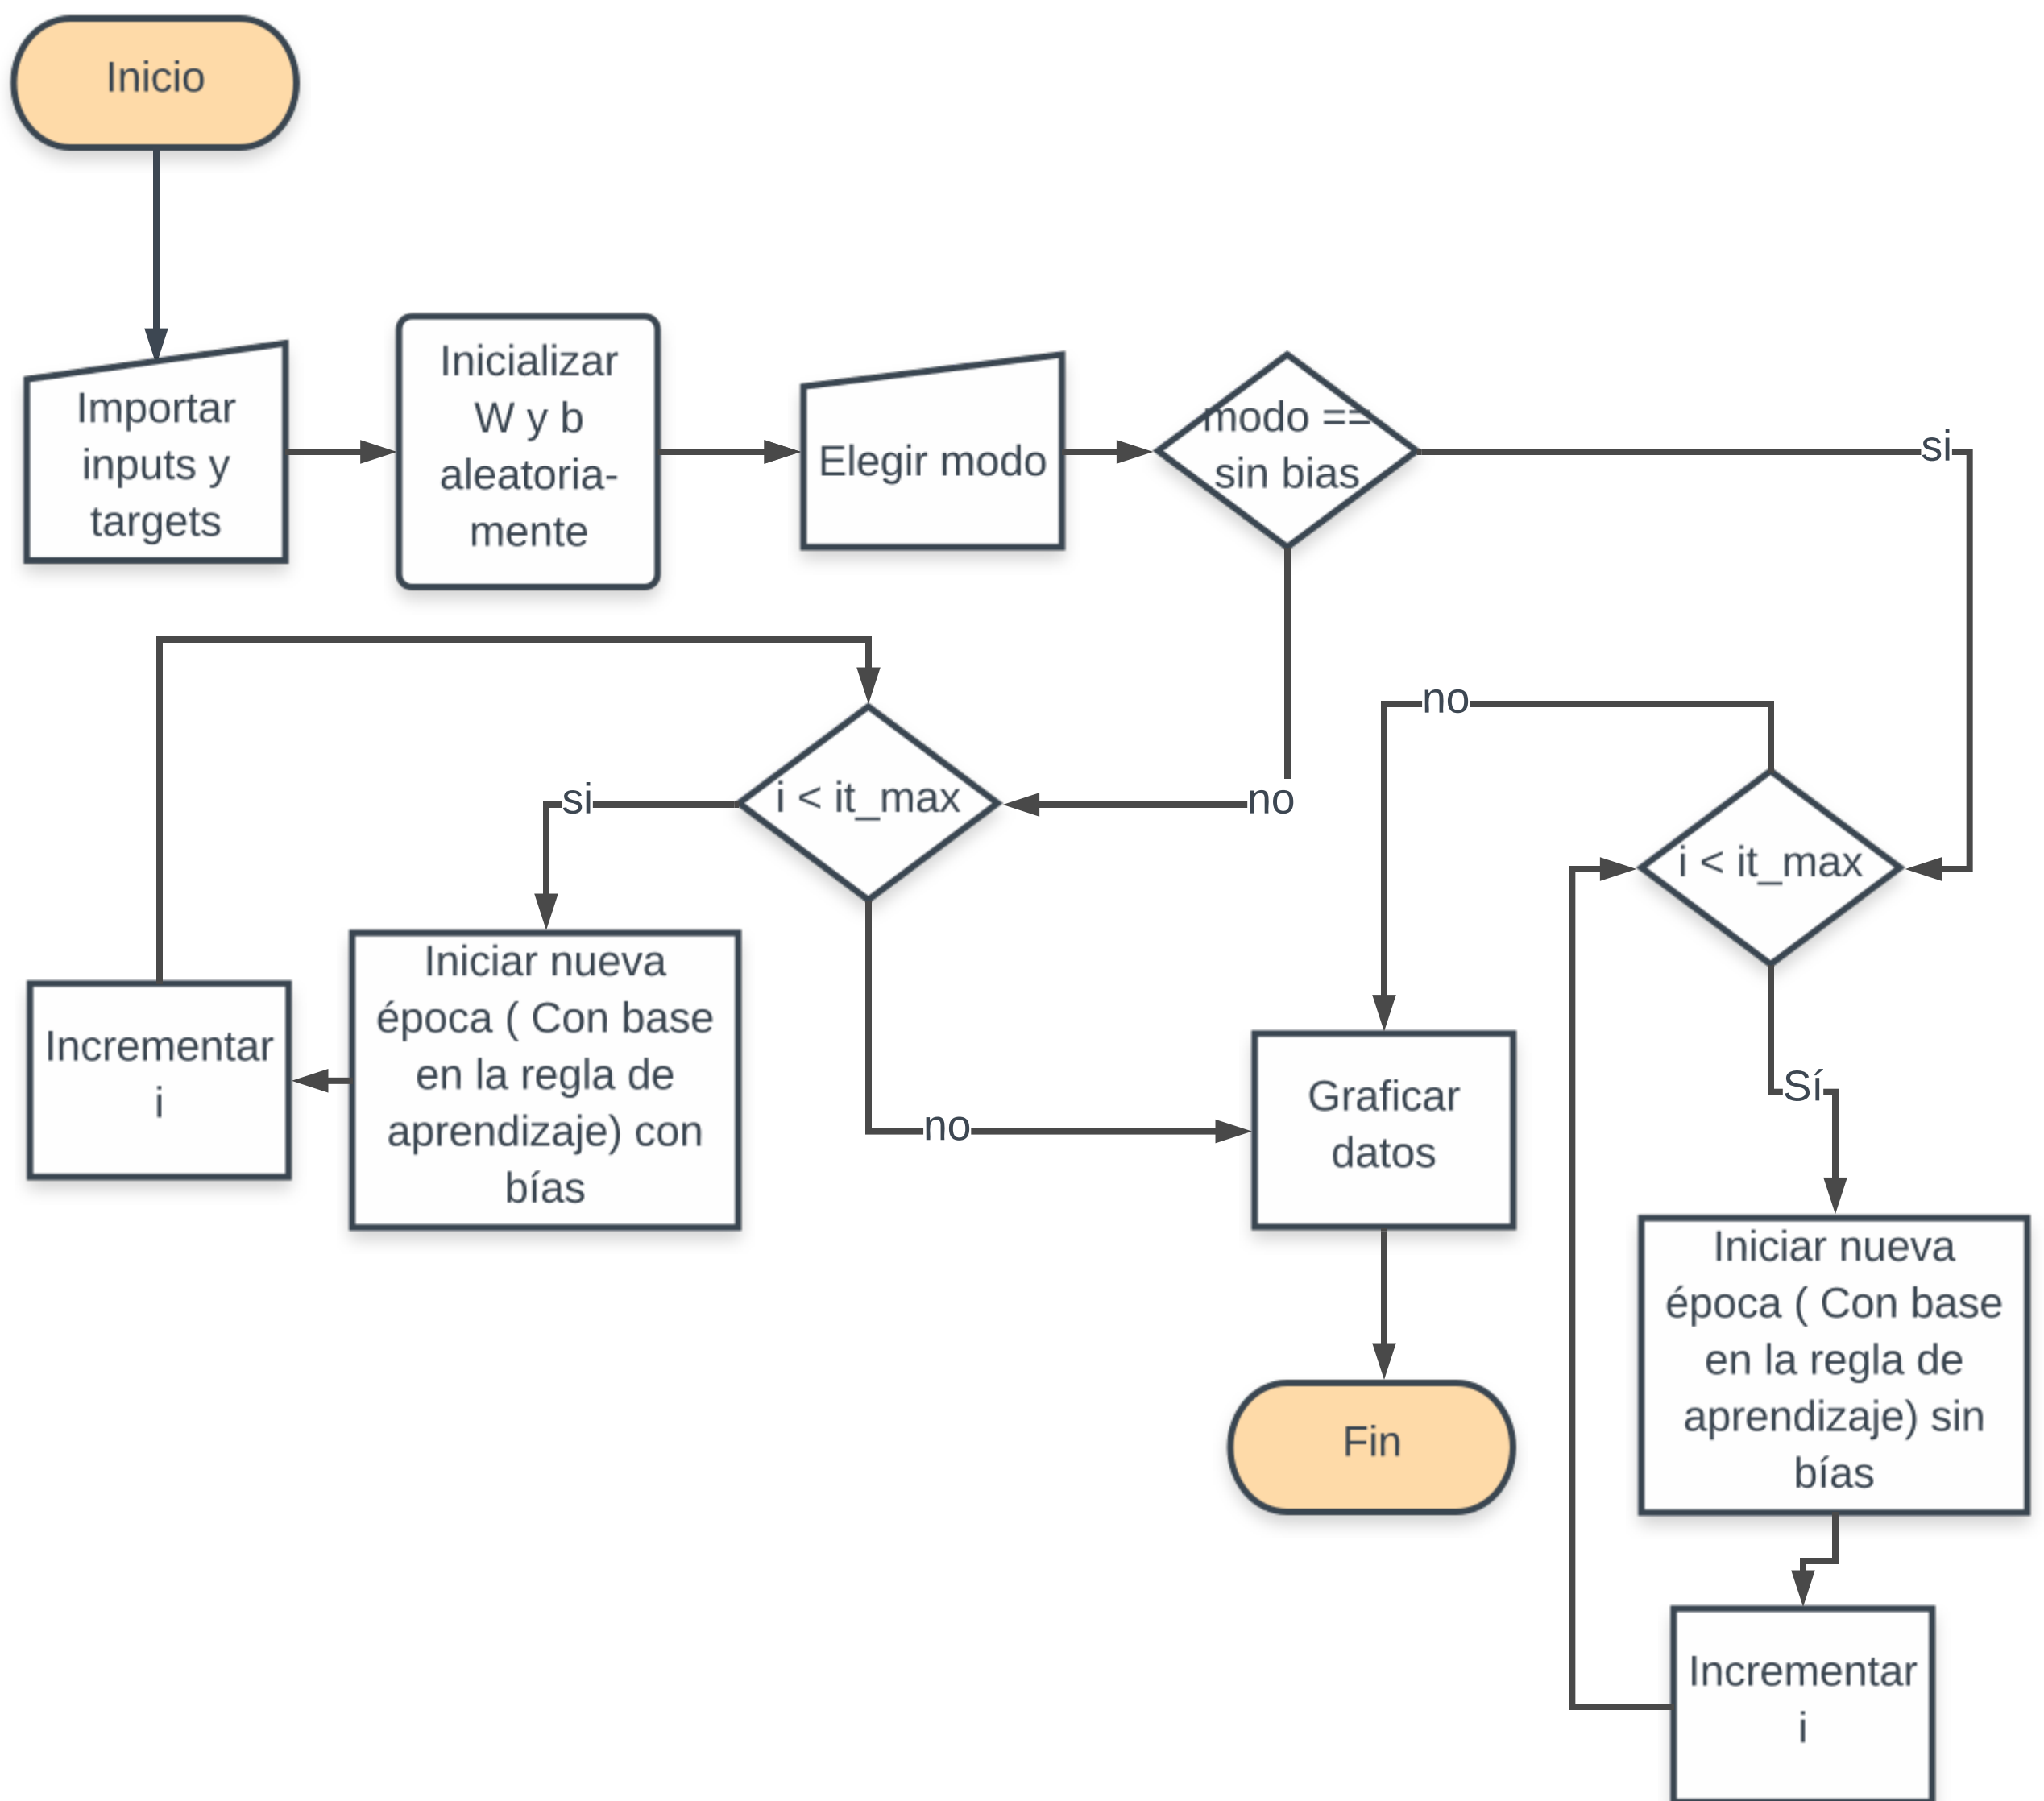 Inicio
Importar
inputs y
targets
Inicializar
W y b
aleatoria-
mente
Elegir modo
modo ==
sin bias
si
no
i < it_max
si
no
Iniciar nueva
época ( Con base
en la regla de
aprendizaje) con
bías
Incrementar
i
no
i < it_max
Sí
Graficar
datos
Fin
Iniciar nueva
época ( Con base
en la regla de
aprendizaje) sin
bías
Incrementar
i